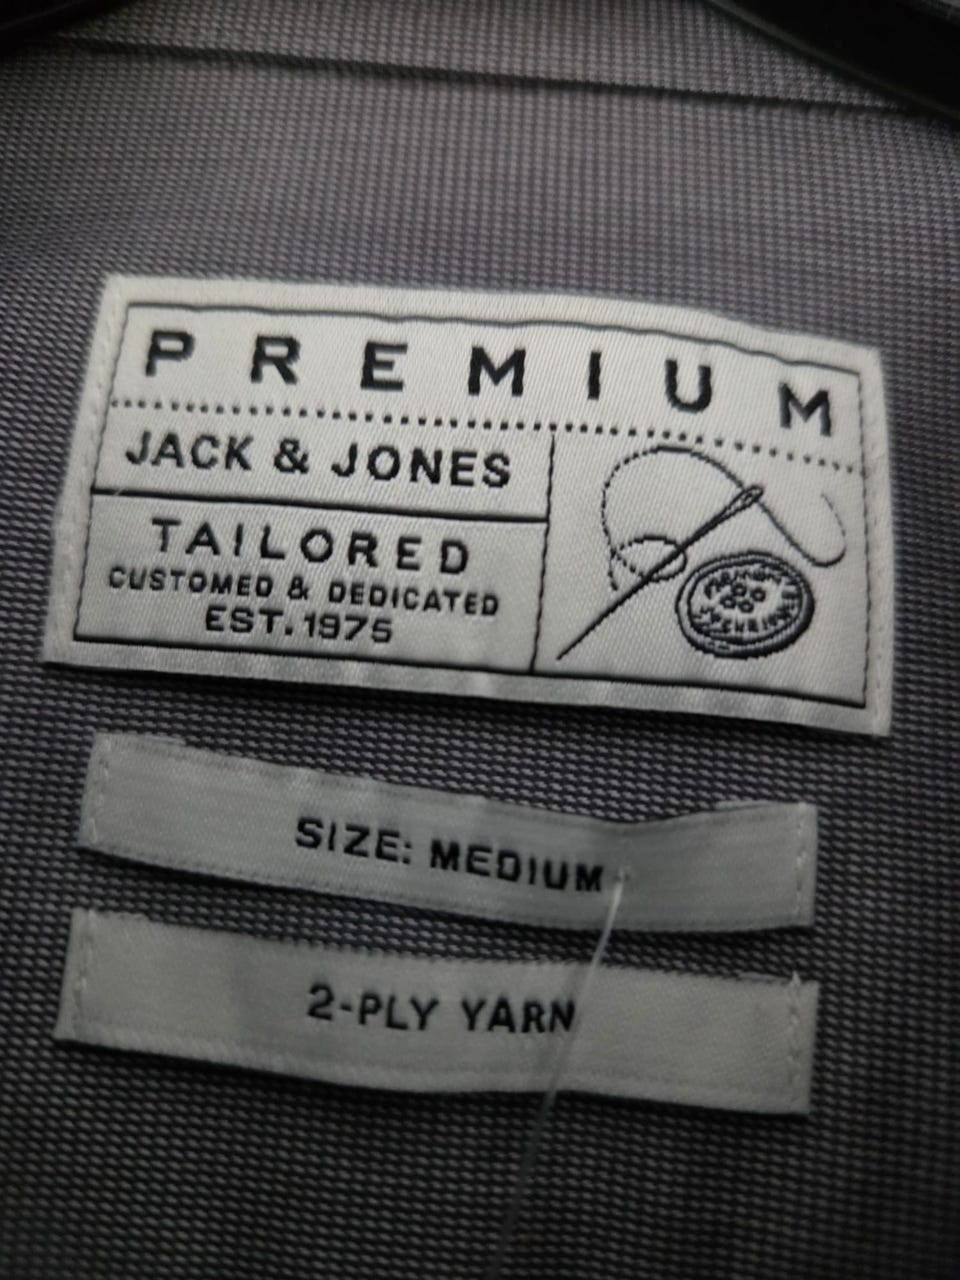 PREMIUM
JACK & JONES
TAILORED
CUSTOMED & DEDICATED
EST.1975
SIZE: MEDIUM
2-PLY YARN